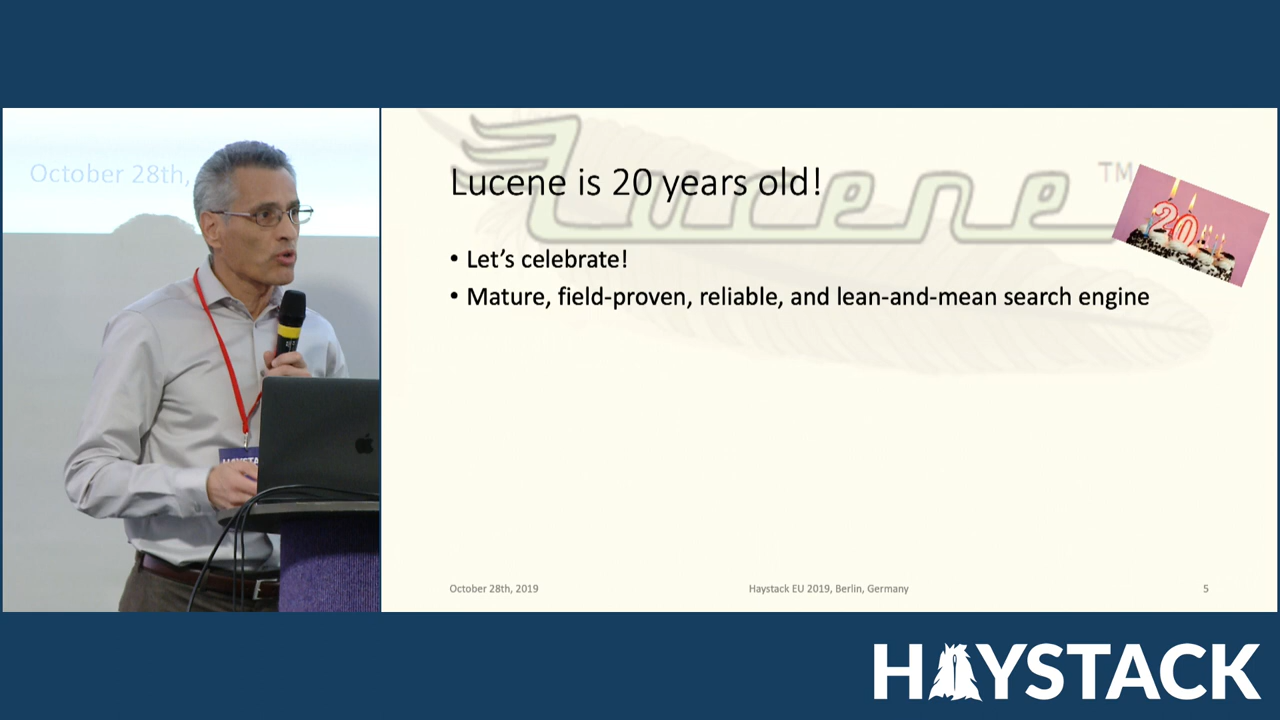 October 28th,
HAYSTA
Lucene
TM
Lucene is 20 years old!
20
• Let's celebrate!
• Mature, field-proven, reliable, and lean-and-mean search engine
October 28th, 2019
Haystack EU 2019, Berlin, Germany
5
HAYSTACK